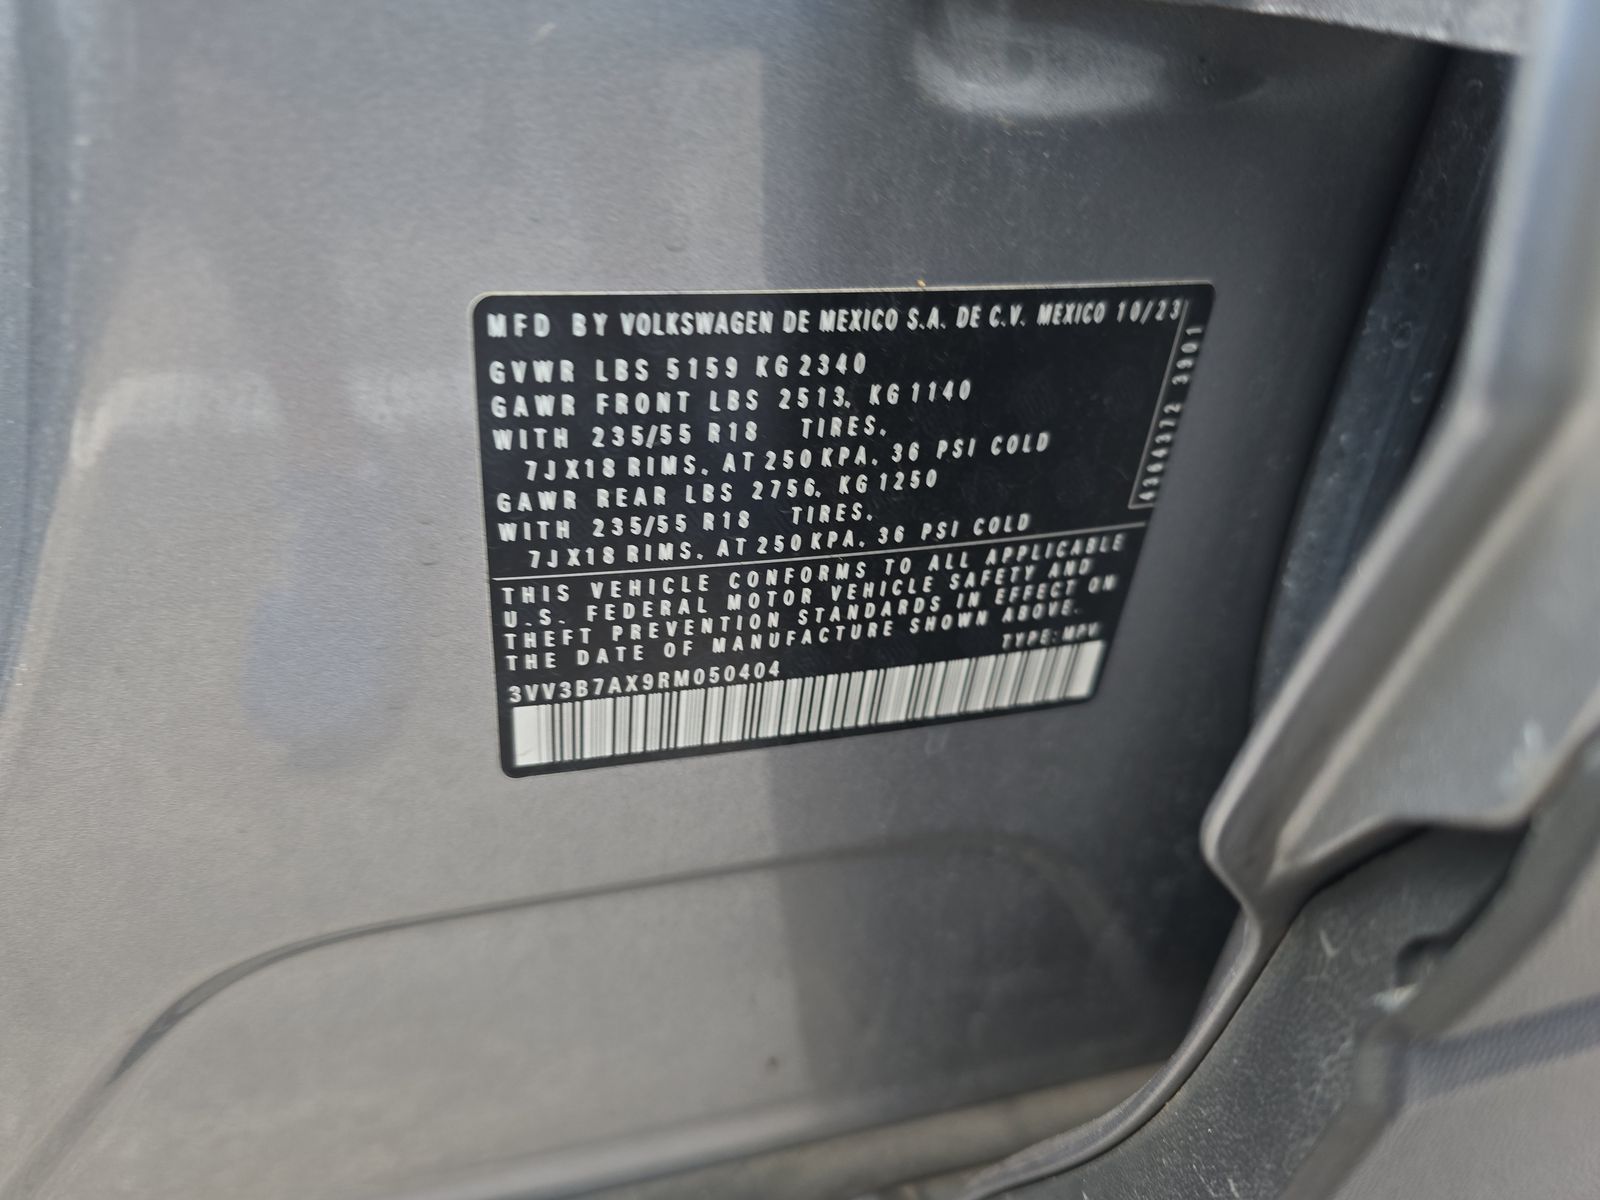 MFD BY VOLKSWAGEN DE MEXICO S.A. DE C.V. MEXICO 10/23
GVWR LBS 5159 KG 2340
GAWR FRONT LBS 2513, KG 1140
WITH 235/55 R18 TIRES,
7JX18 RIMS, AT 250 KPA, 36 PSI COLD
GAWR REAR LBS 2756, KG 1250
WITH 235/55 R18 TIRES,
7JX18 RIMS, AT 250 KPA, 36 PSI COLD
4364372 3901
THIS VEHICLE CONFORMS TO ALL APPLICABLE
U.S. FEDERAL MOTOR VEHICLE SAFETY AND
THEFT PREVENTION STANDARDS IN EFFECT ON
THE DATE OF MANUFACTURE SHOWN ABOVE.
TYPE: MPV
3VV3B7AX9RM050404